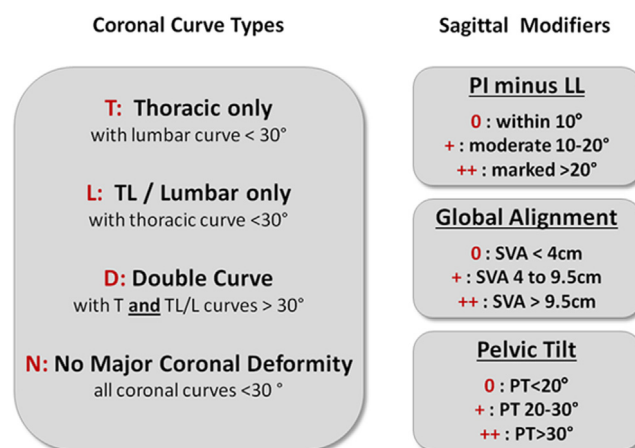 Coronal Curve Types
T: Thoracic only
with lumbar curve < 30°
L: TL / Lumbar only
with thoracic curve <30°
D: Double Curve
with T and TL/L curves > 30°
N: No Major Coronal Deformity
all coronal curves <30 °
Sagittal Modifiers
PI minus LL
0 : within 10°
+ : moderate 10-20°
++ : marked >20°
Global Alignment
0 : SVA < 4cm
+ : SVA 4 to 9.5cm
++ : SVA > 9.5cm
Pelvic Tilt
0 : PT<20°
+ : PT 20-30°
++ : PT>30°